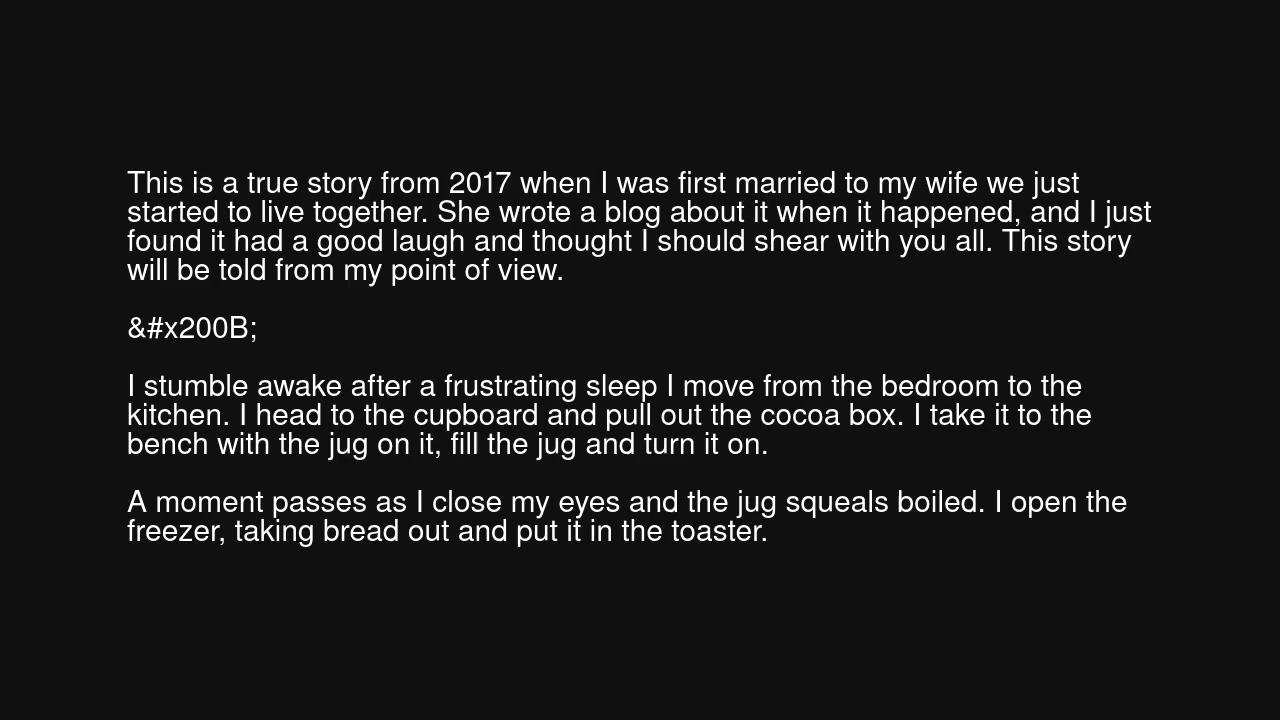 This is a true story from 2017 when I was first married to my wife we just
started to live together. She wrote a blog about it when it happened, and I just
found it had a good laugh and thought I should shear with you all. This story
will be told from my point of view.
&#x200B;
I stumble awake after a frustrating sleep I move from the bedroom to the
kitchen. I head to the cupboard and pull out the cocoa box. I take it to the
bench with the jug on it, fill the jug and turn it on.
A moment passes as I close my eyes and the jug squeals boiled. I open the
freezer, taking bread out and put it in the toaster.